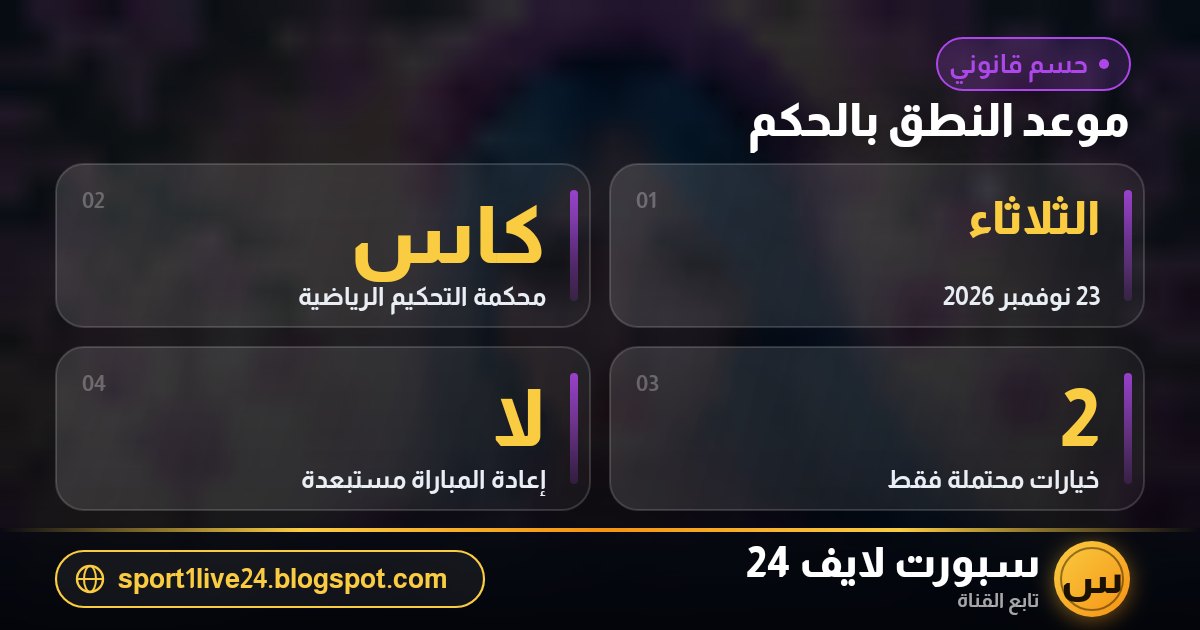 • حسم قانوني
موعد النطق بالحكم
01
الثلاثاء
23 نوفمبر 2026
02
كاس
محكمة التحكيم الرياضية
03
2
خيارات محتملة فقط
04
لا
إعادة المباراة مستبعدة
س
سبورت لايف 24
تابع القناة
sport1live24.blogspot.com